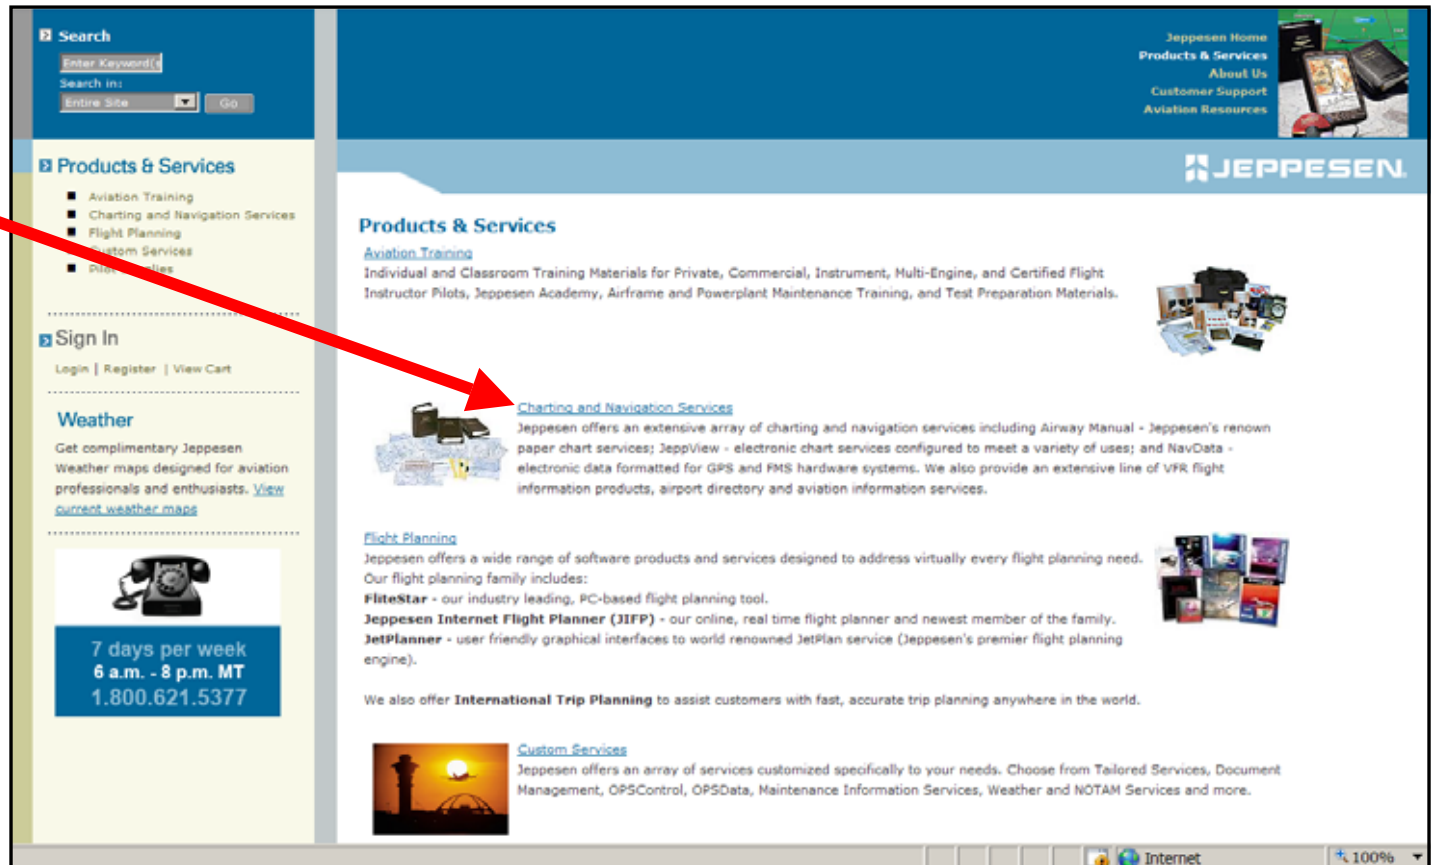 Search
Enter Keyword(s
Search in:
Entire Site
Go
Jeppesen Home
Products & Services
About Us
Customer Support
Aviation Resources
JEPPESEN.
Products & Services
Aviation Training
Charting and Navigation Services
Flight Planning
Custom Services
Sign In
Login | Register | View Cart
Weather
Get complimentary Jeppesen
Weather maps designed for aviation
professionals and enthusiasts. View
current weather maps
7 days per week
6 a.m. - 8 p.m. MT
1.800.621.5377
Products & Services
Aviation Training
Individual and Classroom Training Materials for Private, Commercial, Instrument, Multi-Engine, and Certified Flight
Instructor Pilots, Jeppesen Academy, Airframe and Powerplant Maintenance Training, and Test Preparation Materials.
Charting and Navigation Services
Jeppesen offers an extensive array of charting and navigation services including Airway Manual - Jeppesen's renown
paper chart services; JeppView - electronic chart services configured to meet a variety of uses; and NavData -
electronic data formatted for GPS and FMS hardware systems. We also provide an extensive line of VFR flight
information products, airport directory and aviation information services.
Flight Planning
Jeppesen offers a wide range of software products and services designed to address virtually every flight planning need.
Our flight planning family includes:
FliteStar - our industry leading, PC-based flight planning tool.
Jeppesen Internet Flight Planner (JIFP) - our online, real time flight planner and newest member of the family.
JetPlanner - user friendly graphical interfaces to world renowned JetPlan service (Jeppesen's premier flight planning
engine).
We also offer International Trip Planning to assist customers with fast, accurate trip planning anywhere in the world.
Custom Services
Jeppesen offers an array of services customized specifically to your needs. Choose from Tailored Services, Document
Management, OPSControl, OPSData, Maintenance Information Services, Weather and NOTAM Services and more.
Internet
100%